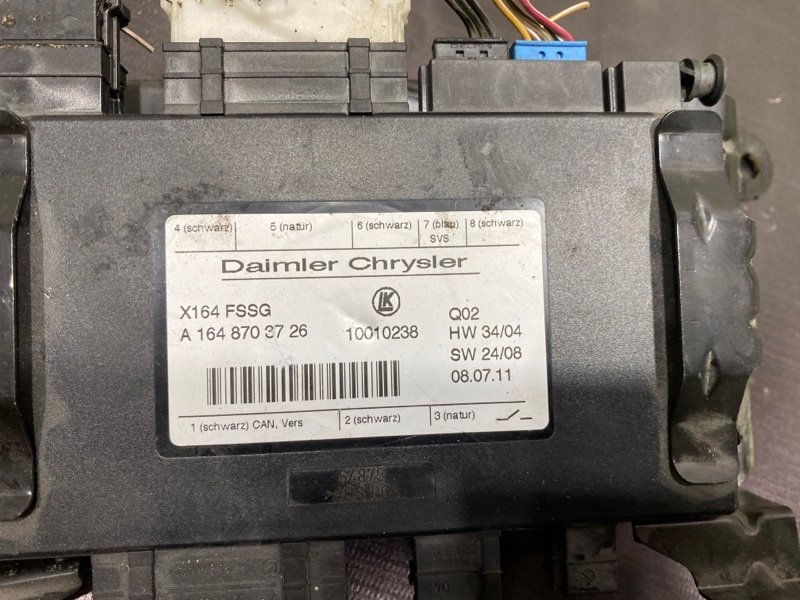 4 (schwarz) 5 (natur) 6 (schwarz) 7 (blau) 8 (schwarz)
SVS
Daimler Chrysler
X164 FSSG LK Q02
A 164 870 37 26 10010238 HW 34/04
SW 24/08
08.07.11
1 (schwarz) CAN, Vers 2 (schwarz) 3 (natur)